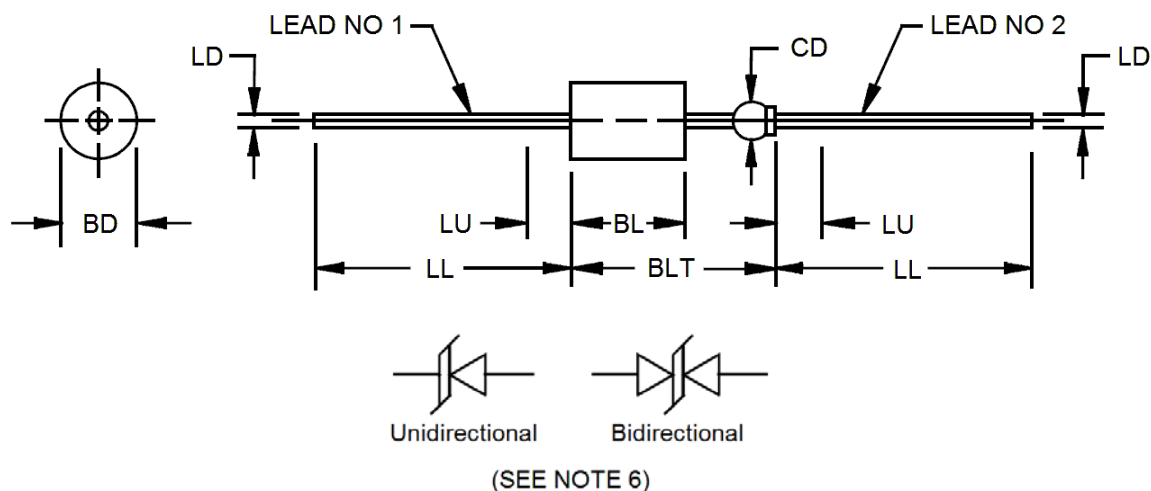 LEAD NO 1
LEAD NO 2
LD
CD
LD
BD
LU
BL
LU
LL
BLT
LL
Unidirectional
Bidirectional
(SEE NOTE 6)